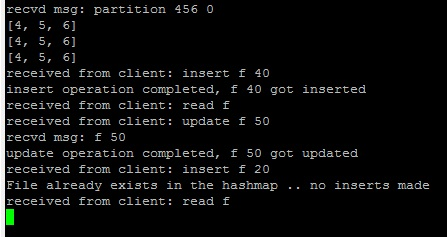 recvd msg: partition 456 0
[4, 5, 6]
[4, 5, 6]
[4, 5, 6]
received from client: insert f 40
insert operation completed, f 40 got inserted
received from client: read f
received from client: update f 50
recvd msg: f 50
update operation completed, f 50 got updated
received from client: insert f 20
File already exists in the hashmap .. no inserts made
received from client: read f